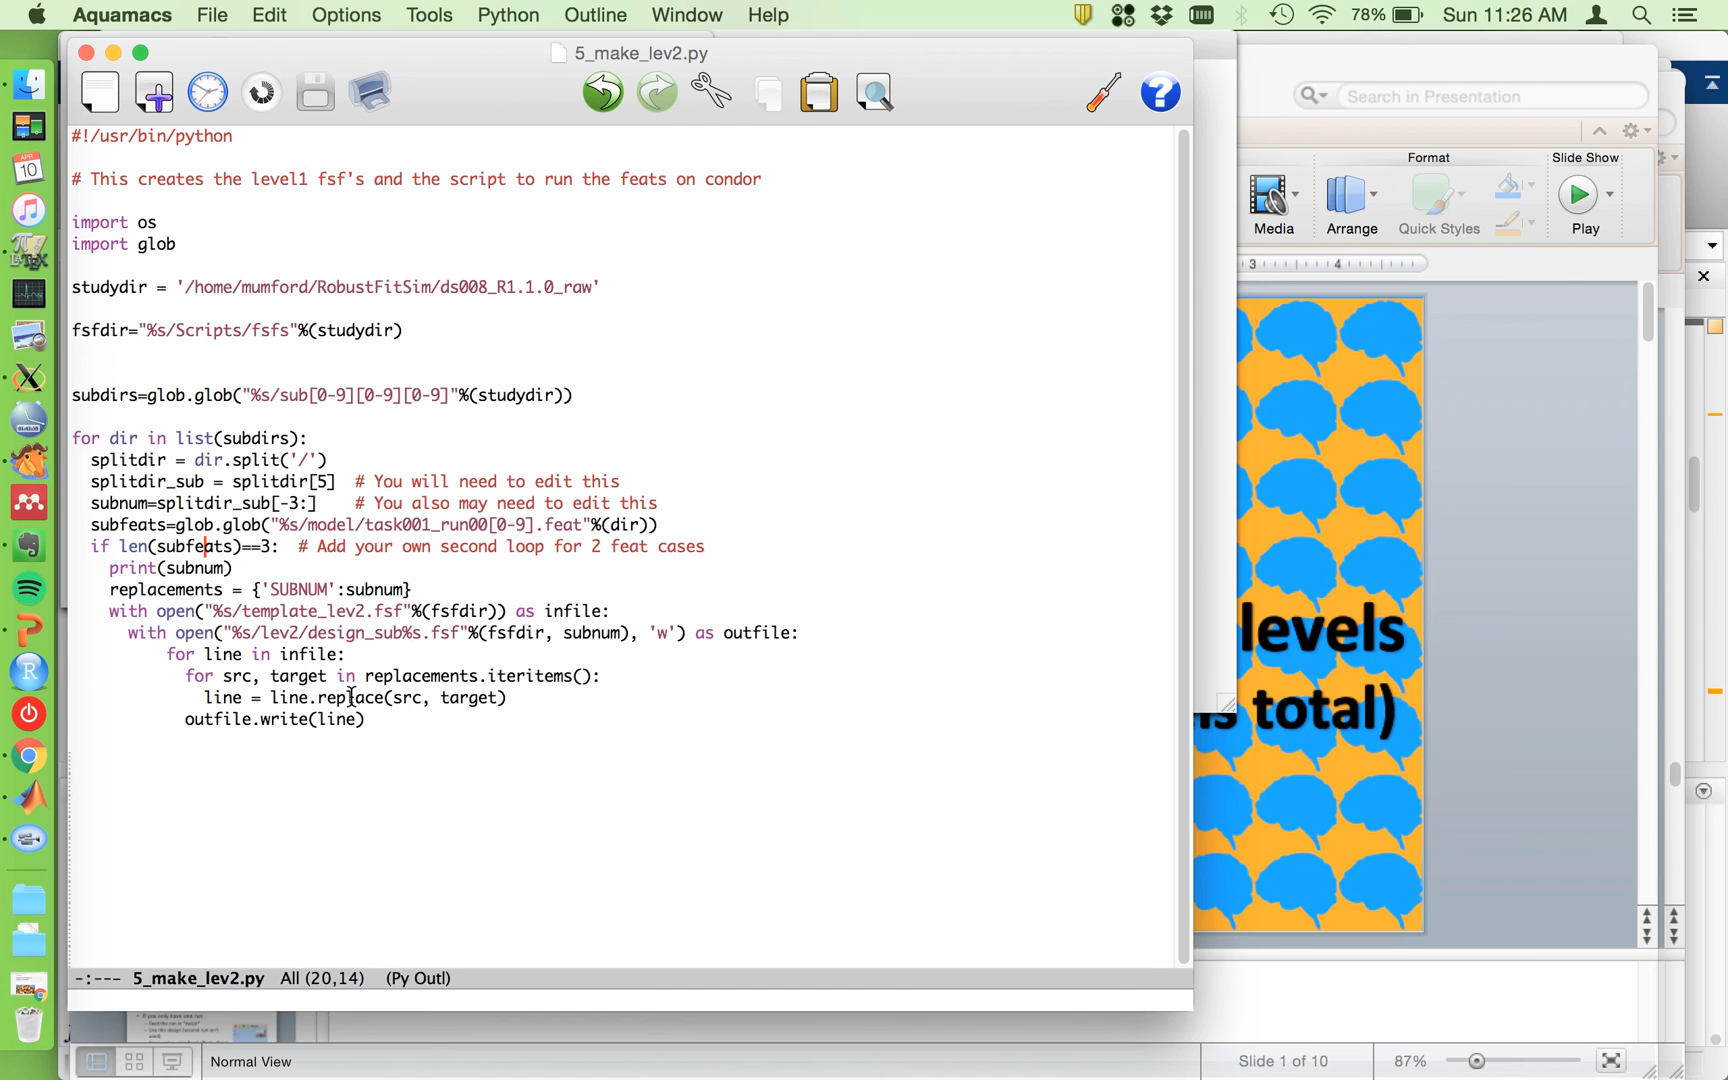 Aquamacs File Edit Options Tools Python Outline Window Help 78% Sun 11:26 AM
5_make_lev2.py
Search in Presentation
Format
Slide Show
Media
Arrange
Quick Styles
Play
#!/usr/bin/python
# This creates the level1 fsf's and the script to run the feats on condor
import os
import glob
studydir = '/home/mumford/RobustFitSim/ds008_R1.1.0_raw'
fsfdir="%s/Scripts/fsfs"%(studydir)
subdirs=glob.glob("%s/sub[0-9][0-9][0-9]"%(studydir))
for dir in list(subdirs):
splitdir = dir.split('/')
splitdir_sub = splitdir[5]  # You will need to edit this
subnum=splitdir_sub[-3:]    # You also may need to edit this
subfeats=glob.glob("%s/model/task001_run00[0-9].feat"%(dir))
if len(subfeats)==3:  # Add your own second loop for 2 feat cases
print(subnum)
replacements = {'SUBNUM':subnum}
with open("%s/template_lev2.fsf"%(fsfdir)) as infile:
with open("%s/lev2/design_sub%s.fsf"%(fsfdir, subnum), 'w') as outfile:
for line in infile:
for src, target in replacements.iteritems():
line = line.replace(src, target)
outfile.write(line)
3 4
levels
total)
APR
10
-:--- 5_make_lev2.py All (20,14) (Py Outl)
Normal View
Slide 1 of 10
87%